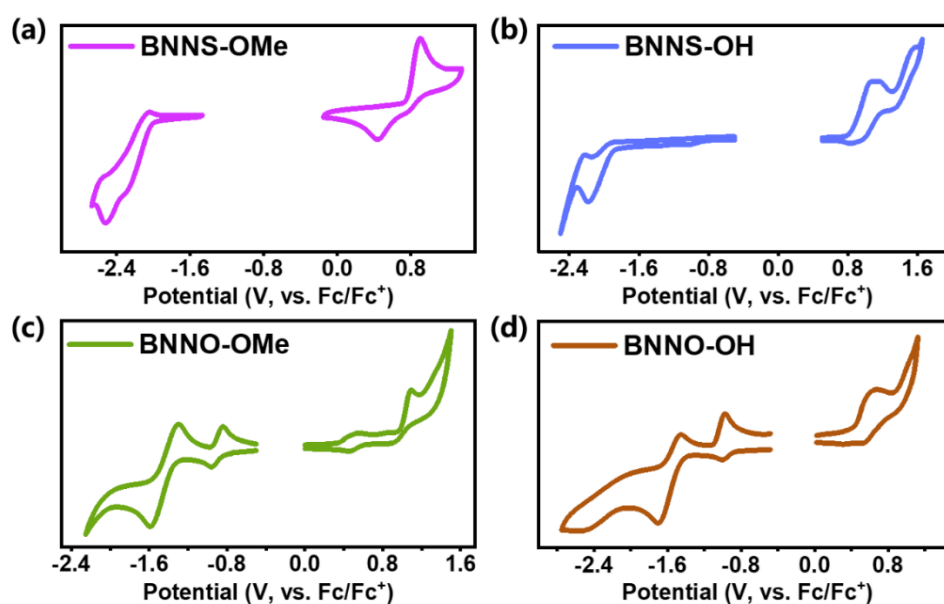 (a) BNNS-OMe
(b) BNNS-OH
-2.4 -1.6 -0.8 0.0 0.8
Potential (V, vs. Fc/Fc⁺)
-2.4 -1.6 -0.8 0.0 0.8 1.6
Potential (V, vs. Fc/Fc⁺)
(c) BNNO-OMe
(d) BNNO-OH
-2.4 -1.6 -0.8 0.0 0.8 1.6
Potential (V, vs. Fc/Fc⁺)
-2.4 -1.6 -0.8 0.0 0.8
Potential (V, vs. Fc/Fc⁺)